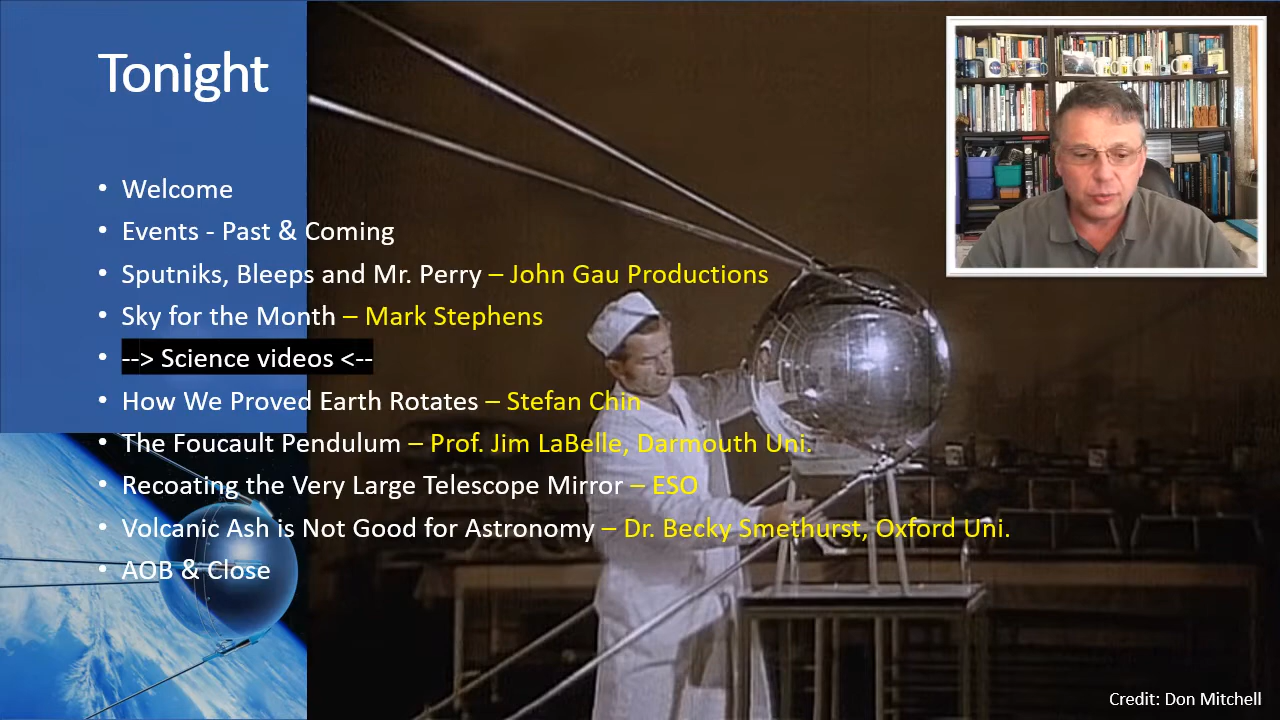 Tonight
• Welcome
• Events - Past & Coming
• Sputniks, Bleeps and Mr. Perry – John Gau Productions
• Sky for the Month – Mark Stephens
• --> Science videos <--
• How We Proved Earth Rotates – Stefan Chin
• The Foucault Pendulum – Prof. Jim LaBelle, Darmouth Uni.
• Recoating the Very Large Telescope Mirror – ESO
• Volcanic Ash is Not Good for Astronomy – Dr. Becky Smethurst, Oxford Uni.
• AOB & Close
Credit: Don Mitchell